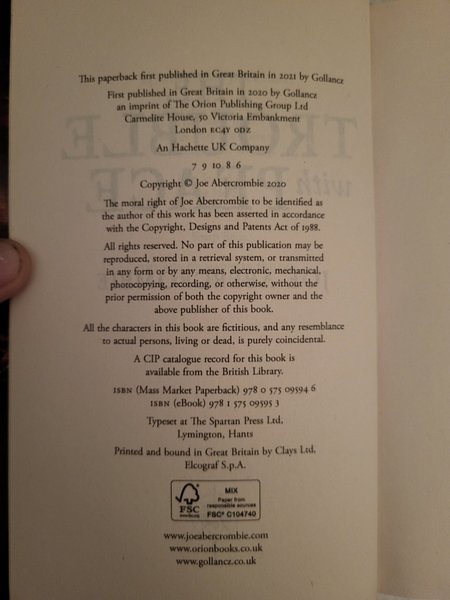 This paperback first published in Great Britain in 2021 by Gollancz
First published in Great Britain in 2020 by Gollancz
an imprint of The Orion Publishing Group Ltd
Carmelite House, 50 Victoria Embankment
London EC4Y 0DZ
An Hachette UK Company
7 9 10 8 6
Copyright © Joe Abercrombie 2020
The moral right of Joe Abercrombie to be identified as
the author of this work has been asserted in accordance
with the Copyright, Designs and Patents Act of 1988.
All rights reserved. No part of this publication may be
reproduced, stored in a retrieval system, or transmitted
in any form or by any means, electronic, mechanical,
photocopying, recording, or otherwise, without the
prior permission of both the copyright owner and the
above publisher of this book.
All the characters in this book are fictitious, and any resemblance
to actual persons, living or dead, is purely coincidental.
A CIP catalogue record for this book is
available from the British Library.
ISBN (Mass Market Paperback) 978 0 575 09594 6
ISBN (eBook) 978 1 575 09595 3
Typeset at The Spartan Press Ltd,
Lymington, Hants
Printed and bound in Great Britain by Clays Ltd,
Elcograf S.p.A.
FSC
MIX
Paper from
responsible sources
FSC® C104740
www.joeabercrombie.com
www.orionbooks.co.uk
www.gollancz.co.uk